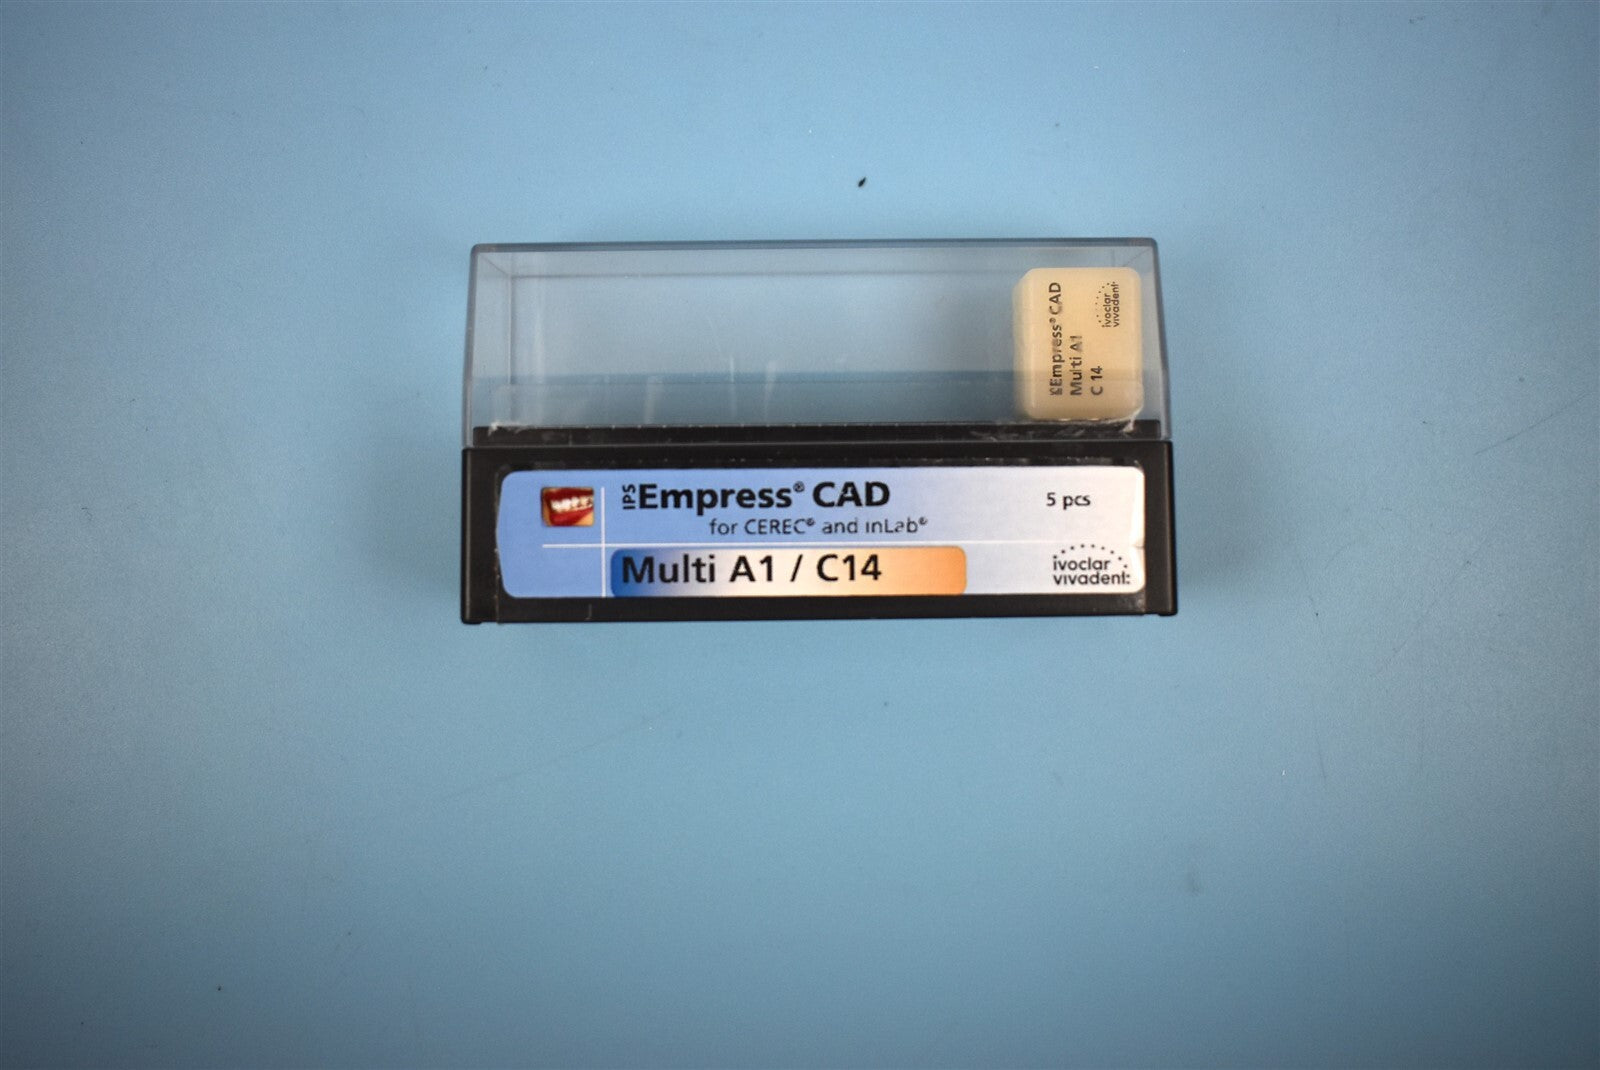 IPS Empress® CAD
Multi A1
C 14
ivoclar
vivadent:
IPS Empress® CAD
for CEREC® and inLab®
5 pcs
Multi A1 / C14
ivoclar
vivadent: